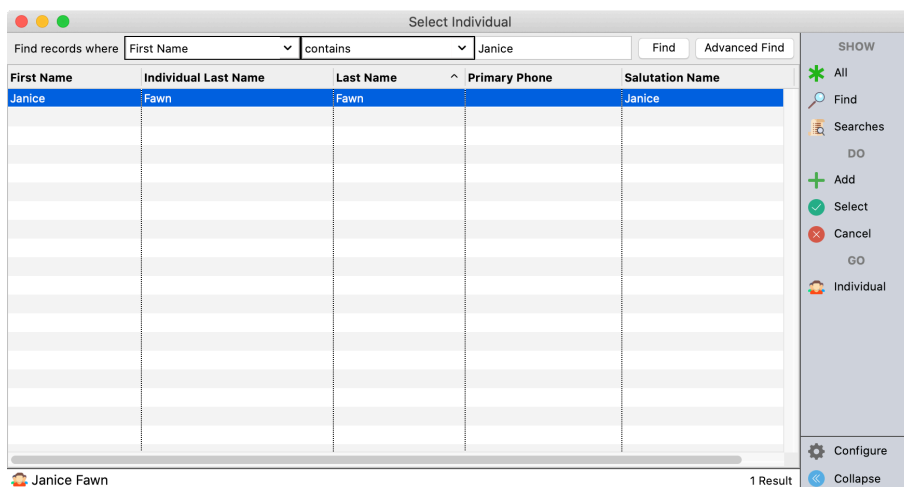 Select Individual
Find records where First Name contains Janice Find Advanced Find
First Name Individual Last Name Last Name Primary Phone Salutation Name
Janice Fawn Fawn Janice
Janice Fawn 1 Result
SHOW
All
Find
Searches
DO
Add
Select
Cancel
GO
Individual
Configure
Collapse